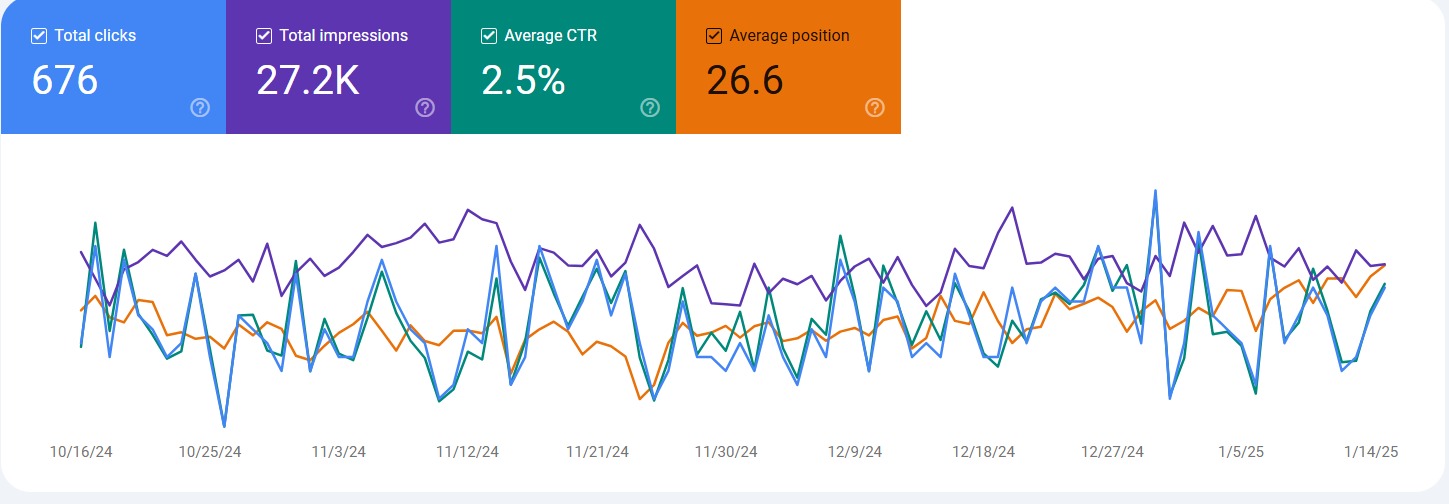 Total clicks Total impressions Average CTR Average position
676 27.2K 2.5% 26.6
10/16/24 10/25/24 11/3/24 11/12/24 11/21/24 11/30/24 12/9/24 12/18/24 12/27/24 1/5/25 1/14/25